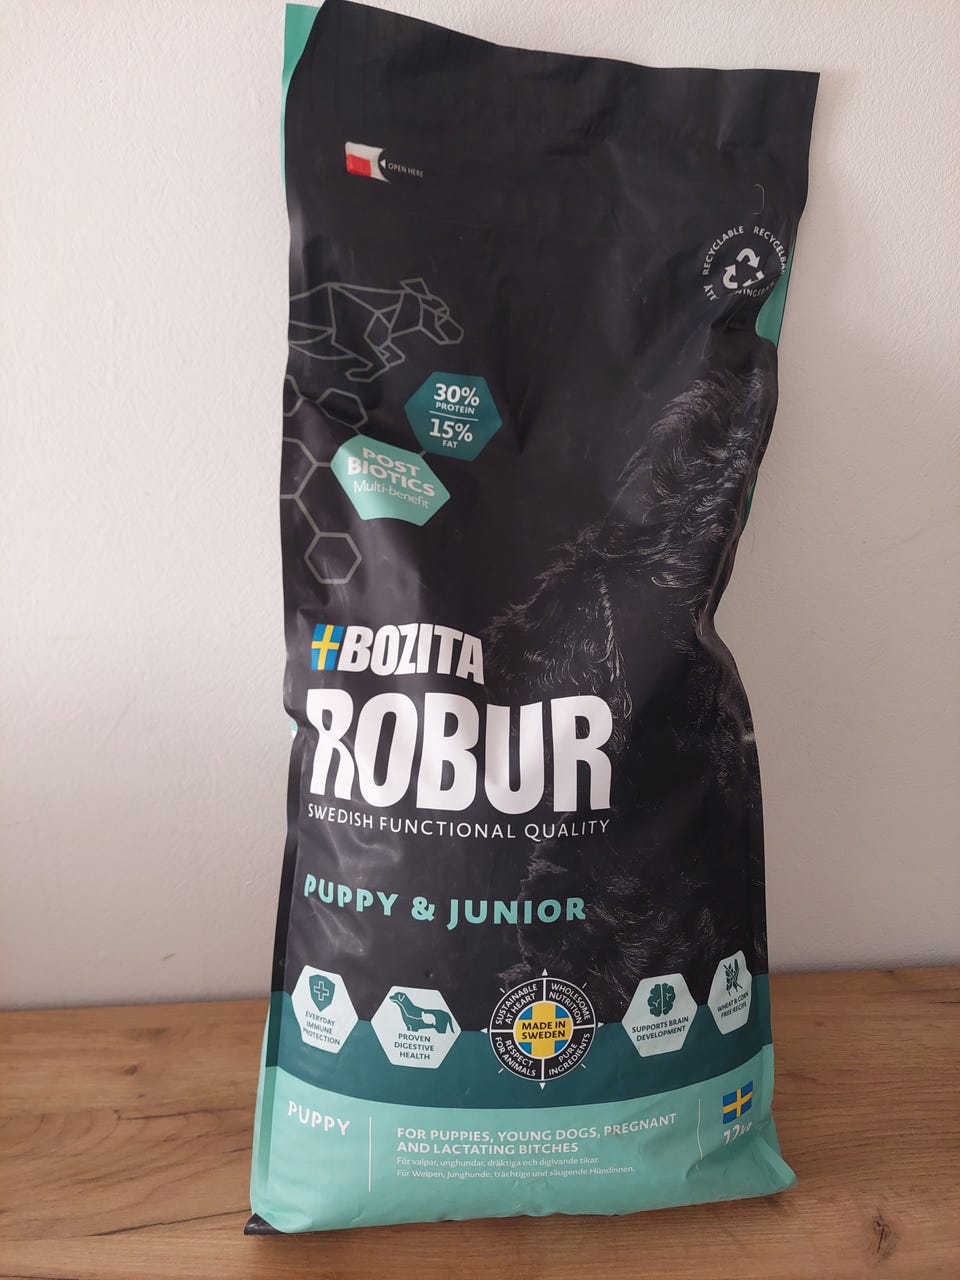 OPEN HERE
RECYCLABLE
30%
PROTEIN
15%
FAT
POST
BIOTICS
Multi-benefit
BOZITA
ROBUR
SWEDISH FUNCTIONAL QUALITY
PUPPY & JUNIOR
EVERYDAY
IMMUNE
PROTECTION
PROVEN
DIGESTIVE
HEALTH
SUSTAINABLE
AT HEART
WHOLESOME
NUTRITION
MADE IN
SWEDEN
RESPECT
FOR ANIMALS
PURE
INGREDIENTS
SUPPORTS BRAIN
DEVELOPMENT
WHEAT & CORN
FREE RECIPE
PUPPY
FOR PUPPIES, YOUNG DOGS, PREGNANT
AND LACTATING BITCHES
För valpar, unghundar, dräktiga och digivande tikar.
Für Welpen, Junghunde, trächtige und säugende Hündinnen.